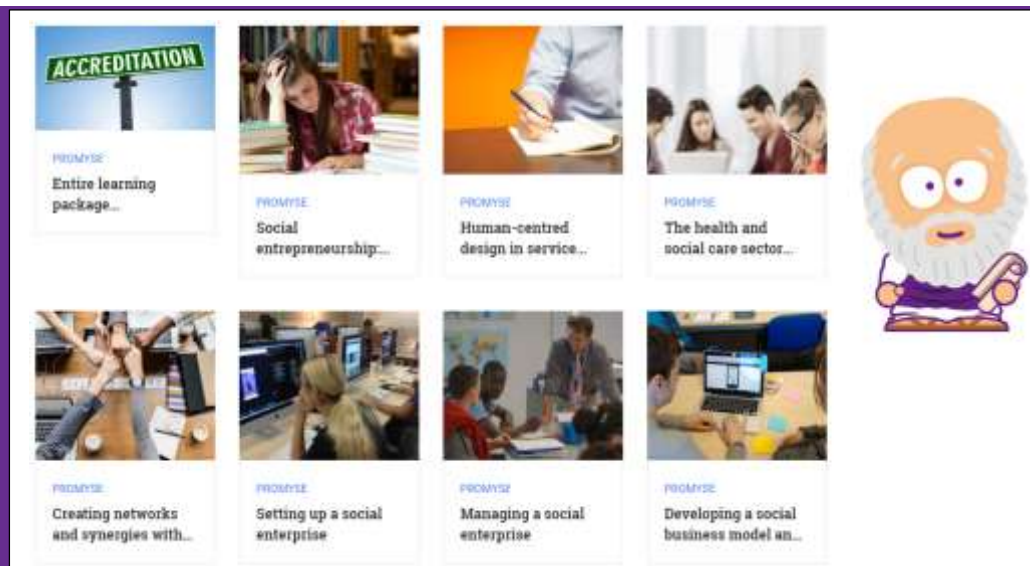 ACCREDITATION
PROMYSE
Entire learning
package...
PROMYSE
Social
entrepreneurship:...
PROMYSE
Human-centred
design in service...
PROMYSE
The health and
social care sector...
PROMYSE
Creating networks
and synergies with...
PROMYSE
Setting up a social
enterprise
PROMYSE
Managing a social
enterprise
PROMYSE
Developing a social
business model an...